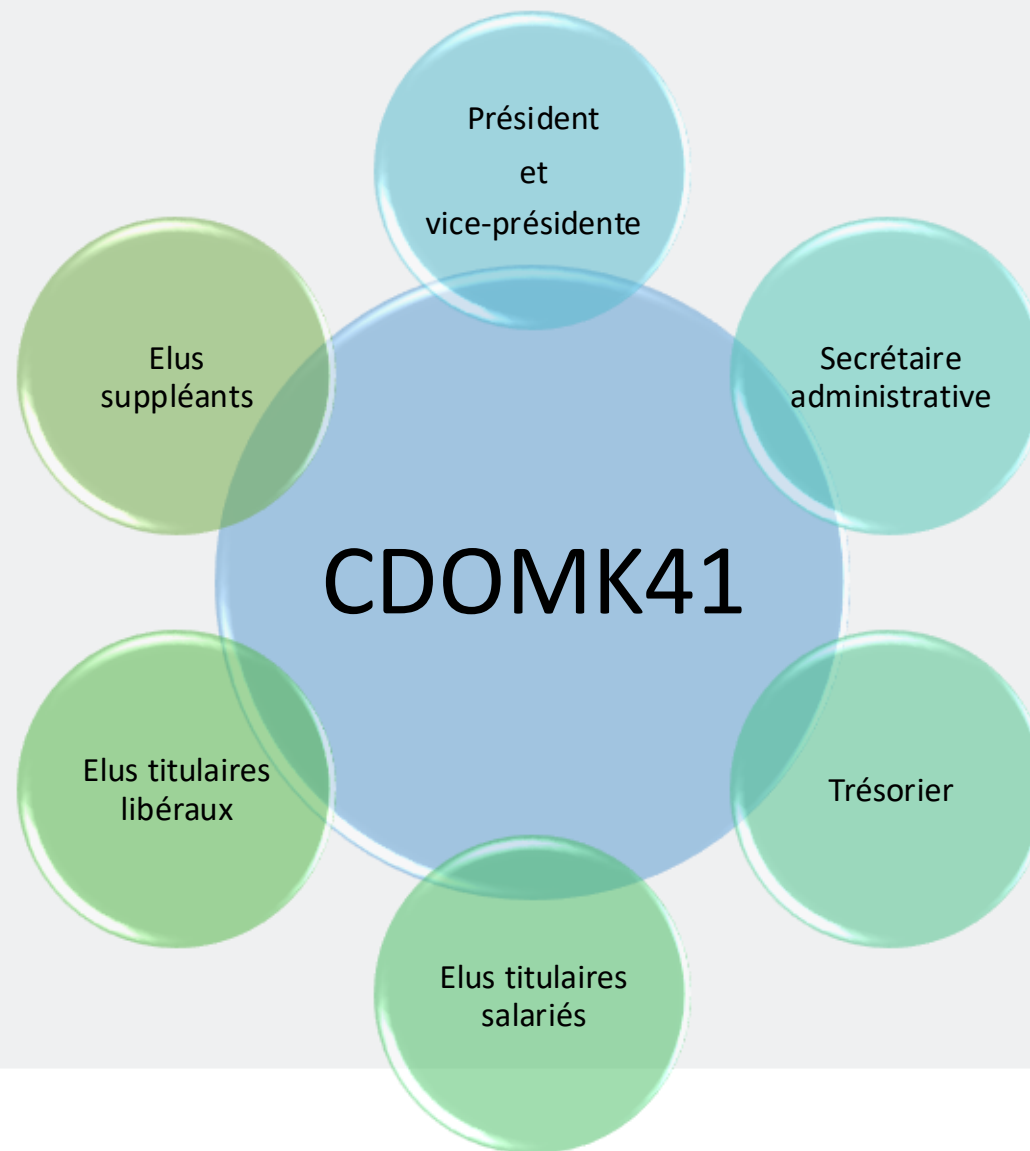 Président
et
vice-présidente
Secrétaire
administrative
Trésorier
Elus titulaires
salariés
Elus titulaires
libéraux
Elus
suppléants
CDOMK41